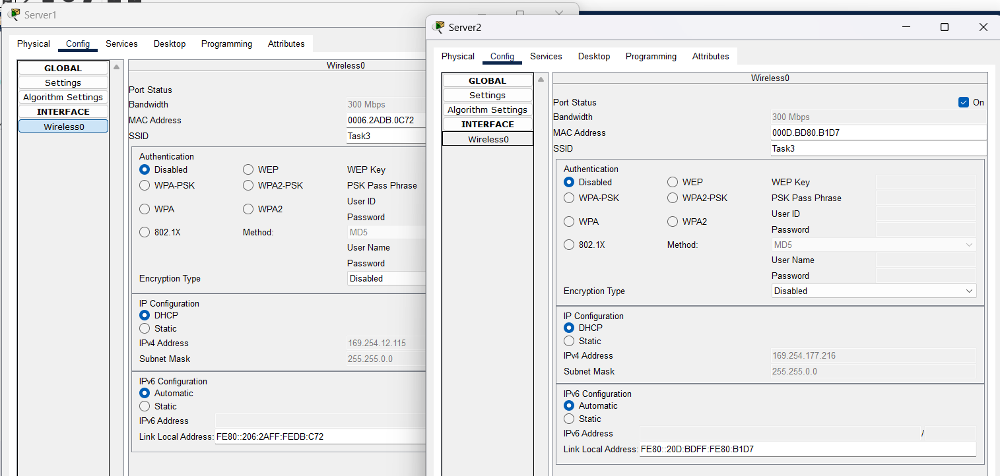 Server1
Physical Config Services Desktop Programming Attributes
GLOBAL
Settings
Algorithm Settings
INTERFACE
Wireless0
Wireless0
Port Status
Bandwidth 300 Mbps
MAC Address 0006.2ADB.0C72
SSID Task3
Authentication
Disabled WEP WEP Key
WPA-PSK WPA2-PSK PSK Pass Phrase
User ID
WPA WPA2
Password
802.1X Method: MD5
User Name
Password
Encryption Type Disabled
IP Configuration
DHCP
Static
IPv4 Address 169.254.12.115
Subnet Mask 255.255.0.0
IPv6 Configuration
Automatic
Static
IPv6 Address
Link Local Address: FE80::206:2AFF:FEDB:C72
Server2
Physical Config Services Desktop Programming Attributes
GLOBAL
Settings
Algorithm Settings
INTERFACE
Wireless0
Wireless0
Port Status On
Bandwidth 300 Mbps
MAC Address 000D.BD80.B1D7
SSID Task3
Authentication
Disabled WEP WEP Key
WPA-PSK WPA2-PSK PSK Pass Phrase
User ID
WPA WPA2
Password
802.1X Method: MD5
User Name
Password
Encryption Type Disabled
IP Configuration
DHCP
Static
IPv4 Address 169.254.177.216
Subnet Mask 255.255.0.0
IPv6 Configuration
Automatic
Static
IPv6 Address /
Link Local Address: FE80::20D:BDFF:FE80:B1D7